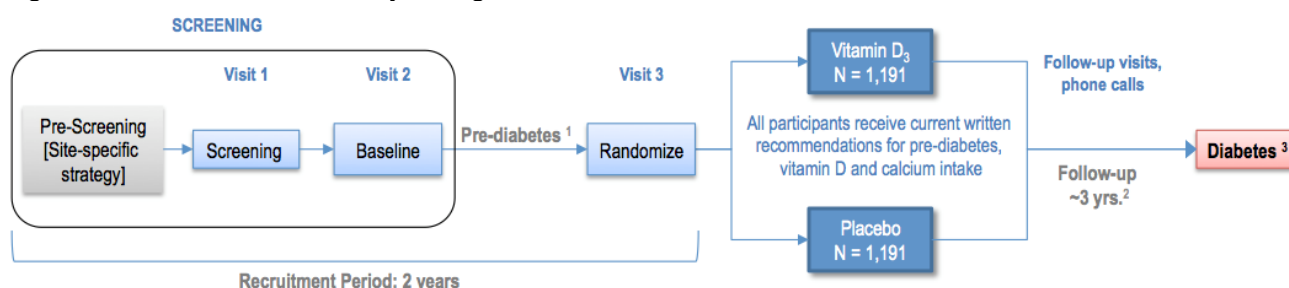 SCREENING
Visit 1
Visit 2
Visit 3
Pre-Screening
[Site-specific
strategy]
Screening
Baseline
Pre-diabetes ¹
Randomize
Vitamin D₃
N = 1,191
All participants receive current written
recommendations for pre-diabetes,
vitamin D and calcium intake
Placebo
N = 1,191
Follow-up visits,
phone calls
Follow-up
~3 yrs.²
Diabetes ³
Recruitment Period: 2 years